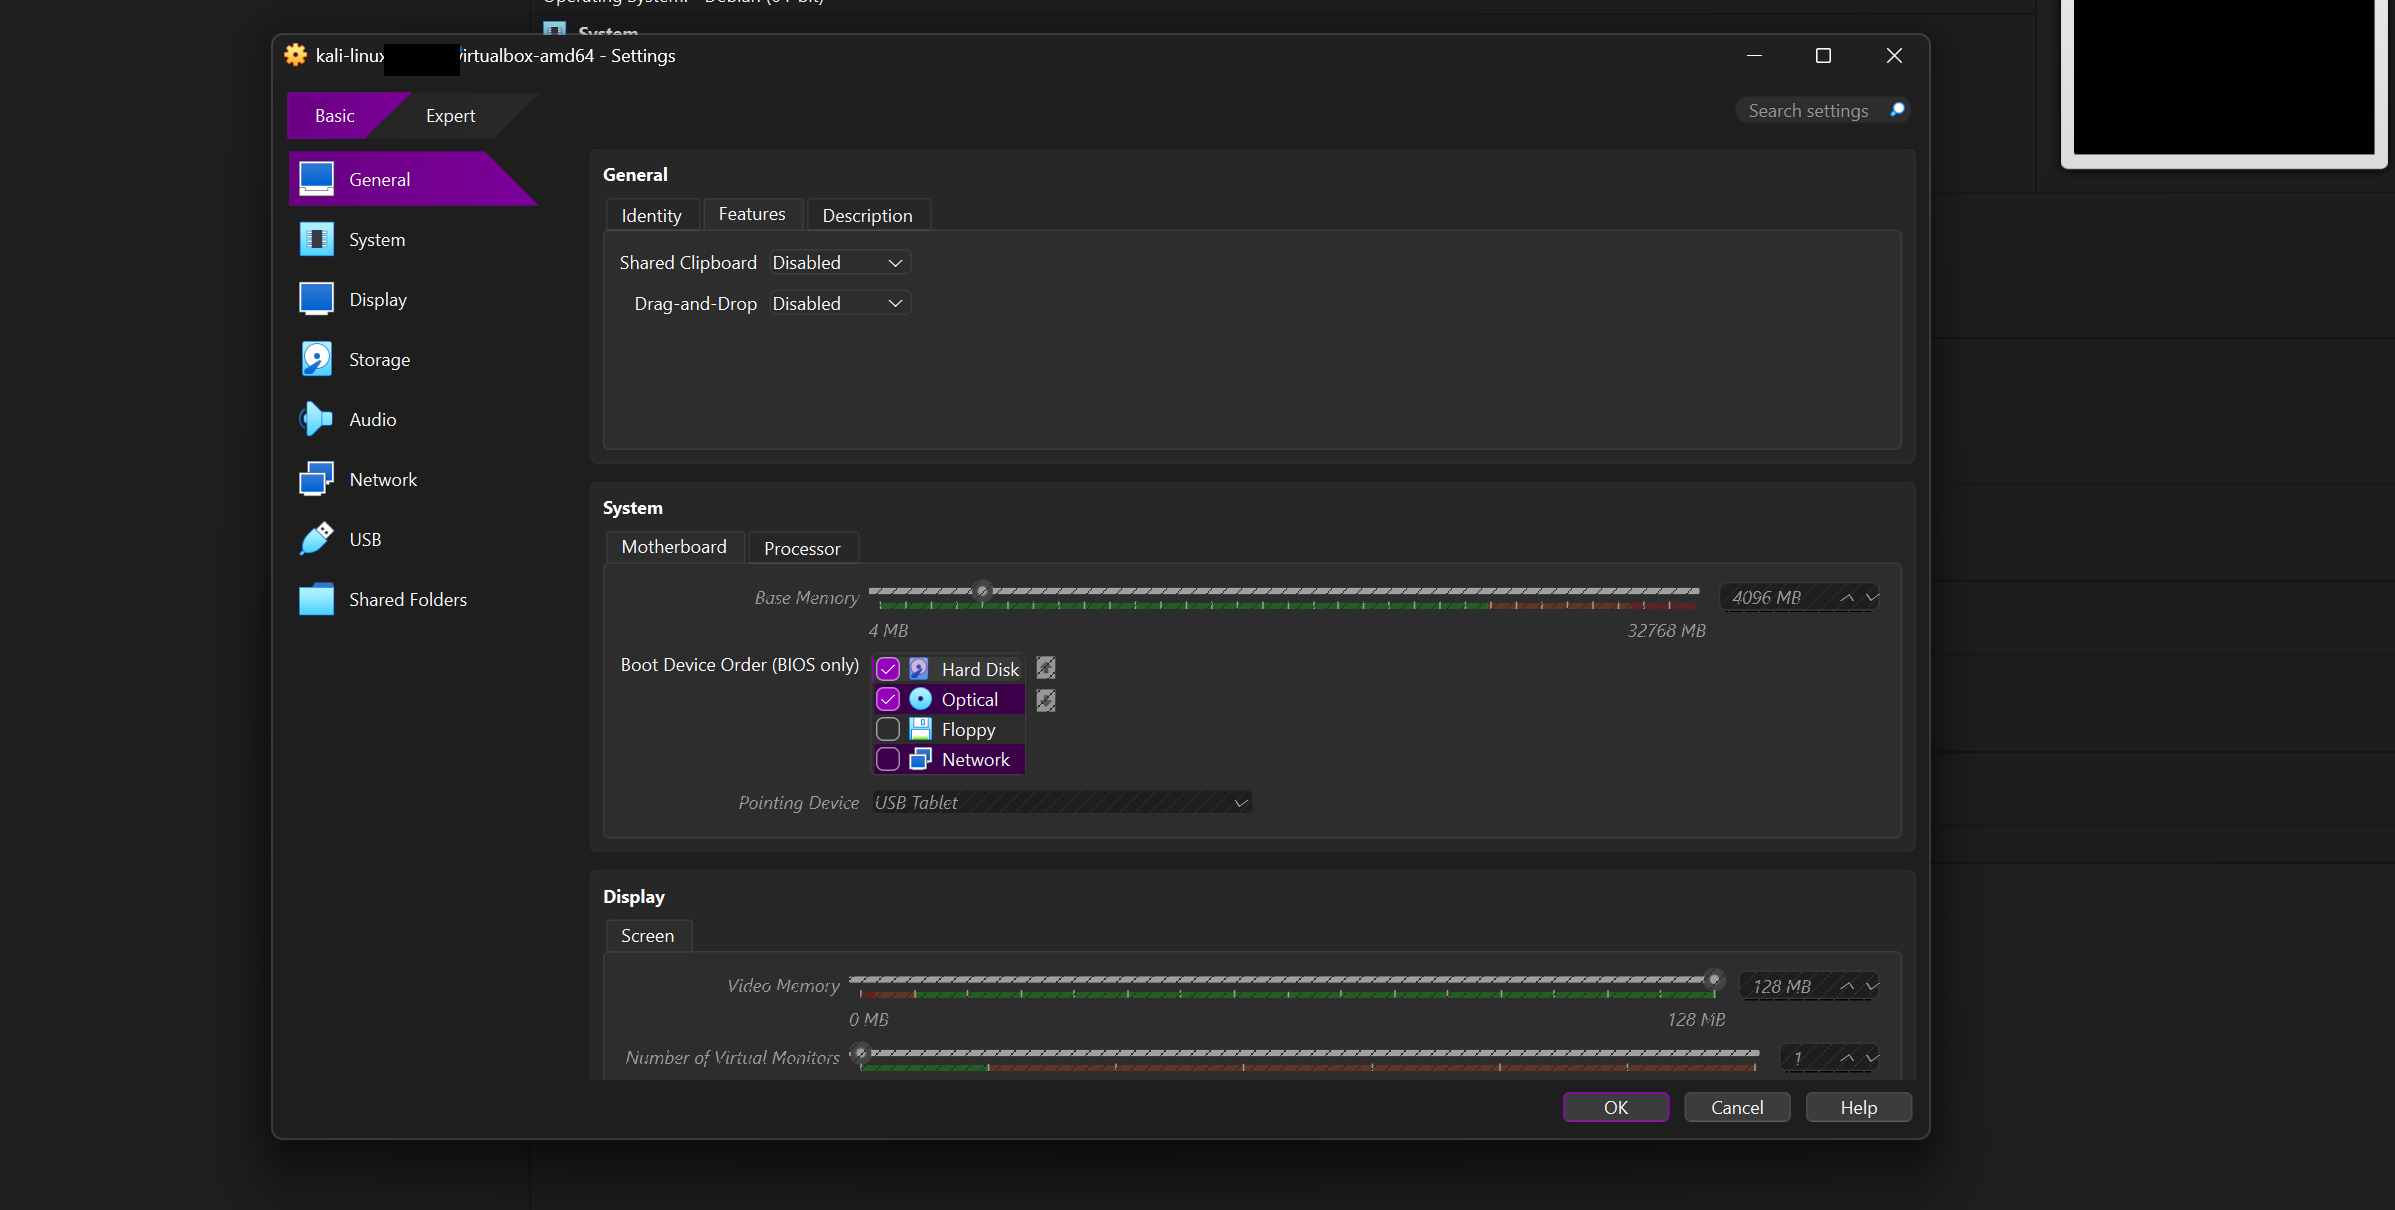 kali-linux virtualbox-amd64 - Settings
Basic
Expert
Search settings
General
System
Display
Storage
Audio
Network
USB
Shared Folders
General
Identity
Features
Description
Shared Clipboard Disabled
Drag-and-Drop Disabled
System
Motherboard
Processor
Base Memory
4096 MB
4 MB
32768 MB
Boot Device Order (BIOS only)
Hard Disk
Optical
Floppy
Network
Pointing Device USB Tablet
Display
Screen
Video Memory
128 MB
0 MB
128 MB
Number of Virtual Monitors
1
OK
Cancel
Help